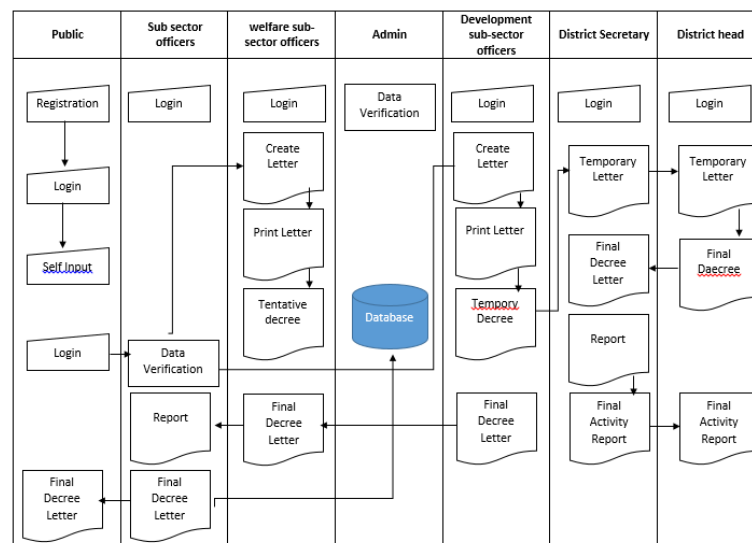 Public
Sub sector
officers
welfare sub-
sector officers
Admin
Development
sub-sector
officers
District Secretary
District head
Registration
Login
Login
Data
Verification
Login
Login
Login
Create
Letter
Create
Letter
Temporary
Letter
Temporary
Letter
Login
Print Letter
Print Letter
Final
Decree
Letter
Final
Daecree
Self Input
Tentative
decree
Database
Tempory
Decree
Report
Login
Data
Verification
Report
Final
Decree
Letter
Final
Decree
Letter
Final
Activity
Report
Final
Activity
Report
Final
Decree
Letter
Final
Decree
Letter